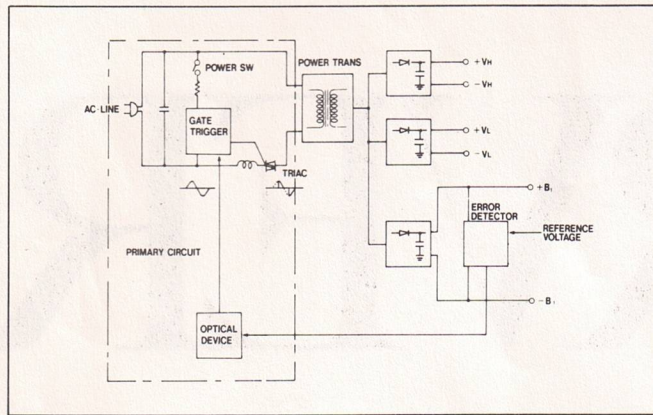 POWER SW
AC-LINE
GATE
TRIGGER
TRIAC
PRIMARY CIRCUIT
OPTICAL
DEVICE
POWER TRANS
+VH
-VH
+VL
-VL
+B1
ERROR
DETECTOR
REFERENCE
VOLTAGE
-B1